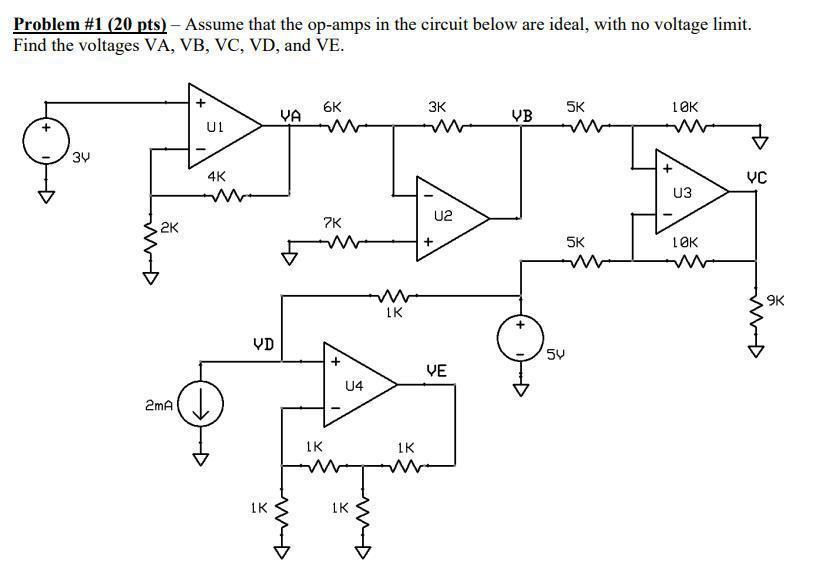 Problem #1 (20 pts) – Assume that the op-amps in the circuit below are ideal, with no voltage limit.
Find the voltages VA, VB, VC, VD, and VE.
6K
3K
5K
10K
VA
VB
+
U1
+
-
3V
-
4K
+
U3
-
VC
-
U2
+
2K
7K
5K
10K
1K
9K
VD
+
-
5V
+
U4
-
VE
2mA
1K
1K
1K
1K